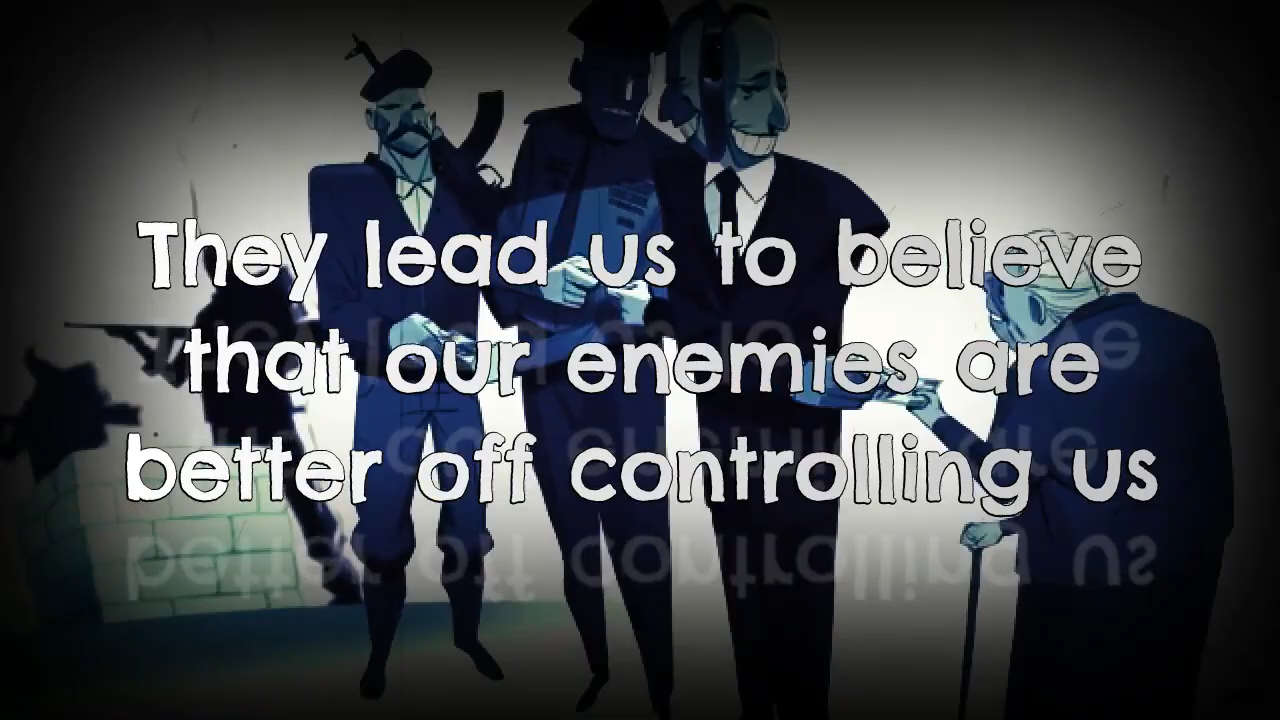 They lead us to believe
that our enemies are
better off controlling us